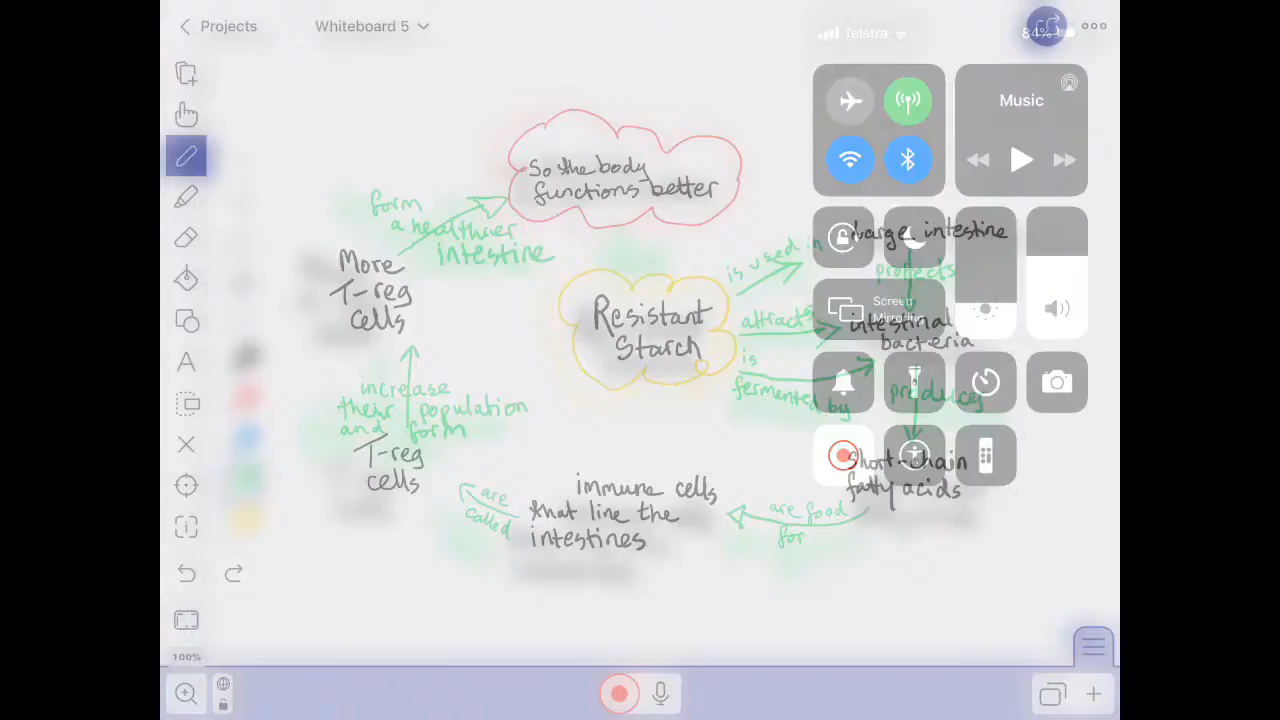 Projects
Whiteboard 5
Telstra
84%
Music
Screen
Mirroring
So the body
functions better
form
a healthier
intestine
More
T-reg
cells
increase
their population
and form
T-reg
cells
Resistant
Starch
is used in
Large intestine
protects
attracts
intestinal
bacteria
is
fermented by
produces
short-chain
fatty acids
are food
for
immune cells
that line the
intestines
are
called
100%